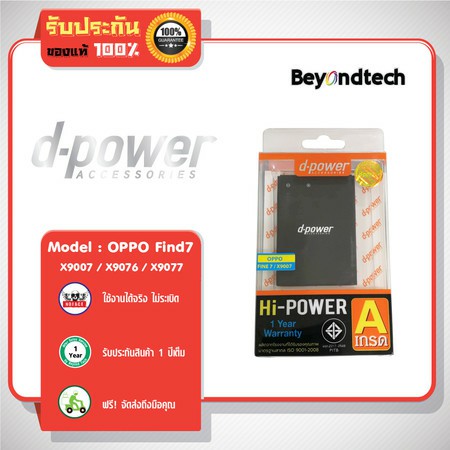 รับประกัน
ของแท้ 100%
100%
GUARANTEE
Beyondtech
d-power
ACCESSORIES
Model : OPPO Find7
X9007 / X9076 / X9077
ใช้งานได้จริง ไม่ระเบิด
1
Year
รับประกันสินค้า 1 ปีเต็ม
ฟรี! จัดส่งถึงมือคุณ
d-power
ACCESSORIES
d-power
OPPO
FIND 7 / X9007
Hi-POWER
1 Year
Warranty
A
เกรด